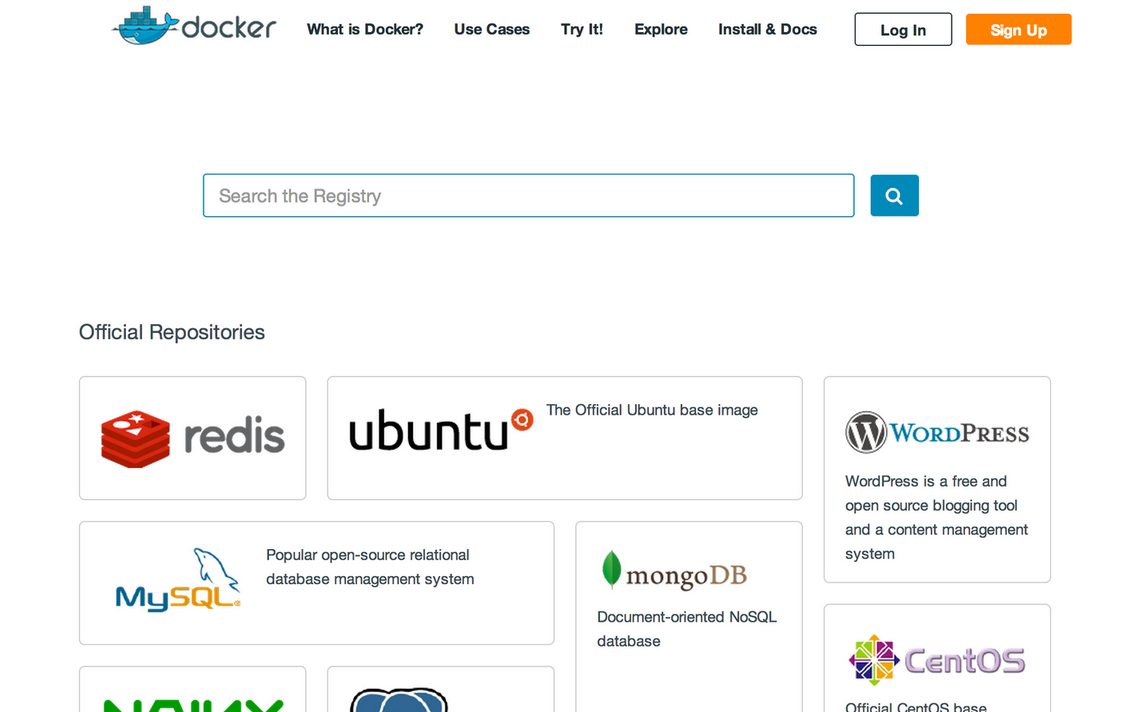 docker
What is Docker?
Use Cases
Try It!
Explore
Install & Docs
Log In
Sign Up
Search the Registry
Official Repositories
redis
ubuntu
The Official Ubuntu base image
WORDPRESS
WordPress is a free and
open source blogging tool
and a content management
system
MySQL®
Popular open-source relational
database management system
mongoDB
Document-oriented NoSQL
database
CentOS
Official CentOS base